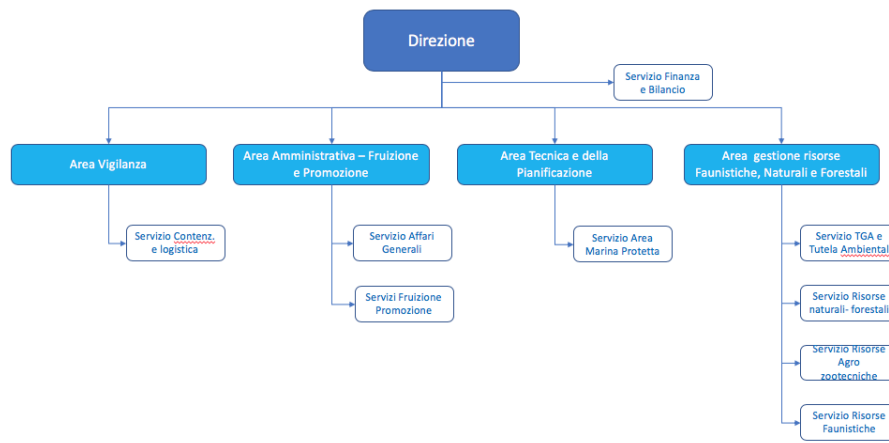 Direzione
Servizio Finanza
e Bilancio
Area Vigilanza
Area Amministrativa – Fruizione
e Promozione
Area Tecnica e della
Pianificazione
Area gestione risorse
Faunistiche, Naturali e Forestali
Servizio Contenz.
e logistica
Servizio Affari
Generali
Servizi Fruizione
Promozione
Servizio Area
Marina Protetta
Servizio TGA e
Tutela Ambiental
Servizio Risorse
naturali- forestali
Servizio Risorse
Agro
zootecniche
Servizio Risorse
Faunistiche